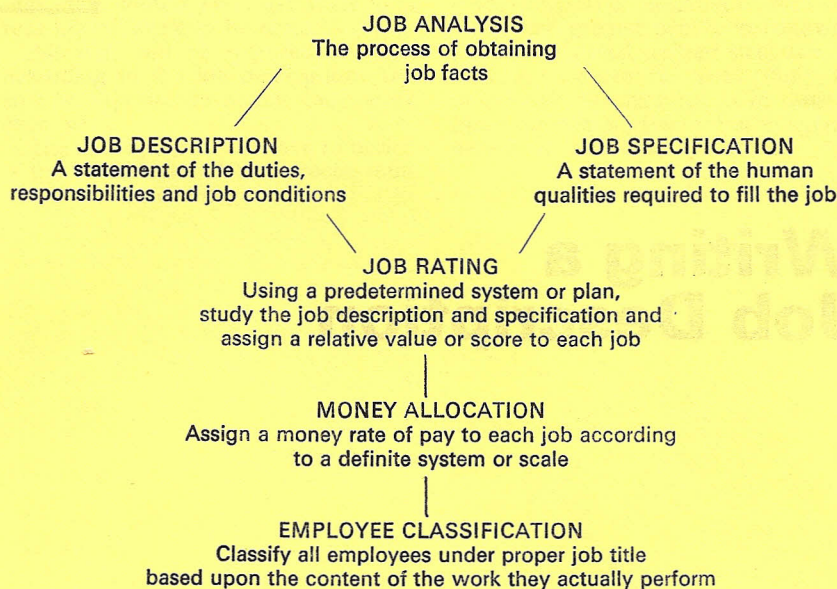 JOB ANALYSIS
The process of obtaining
job facts
JOB DESCRIPTION
A statement of the duties,
responsibilities and job conditions
JOB SPECIFICATION
A statement of the human
qualities required to fill the job
JOB RATING
Using a predetermined system or plan,
study the job description and specification and
assign a relative value or score to each job
MONEY ALLOCATION
Assign a money rate of pay to each job according
to a definite system or scale
EMPLOYEE CLASSIFICATION
Classify all employees under proper job title
based upon the content of the work they actually perform
Writing a
Job Description